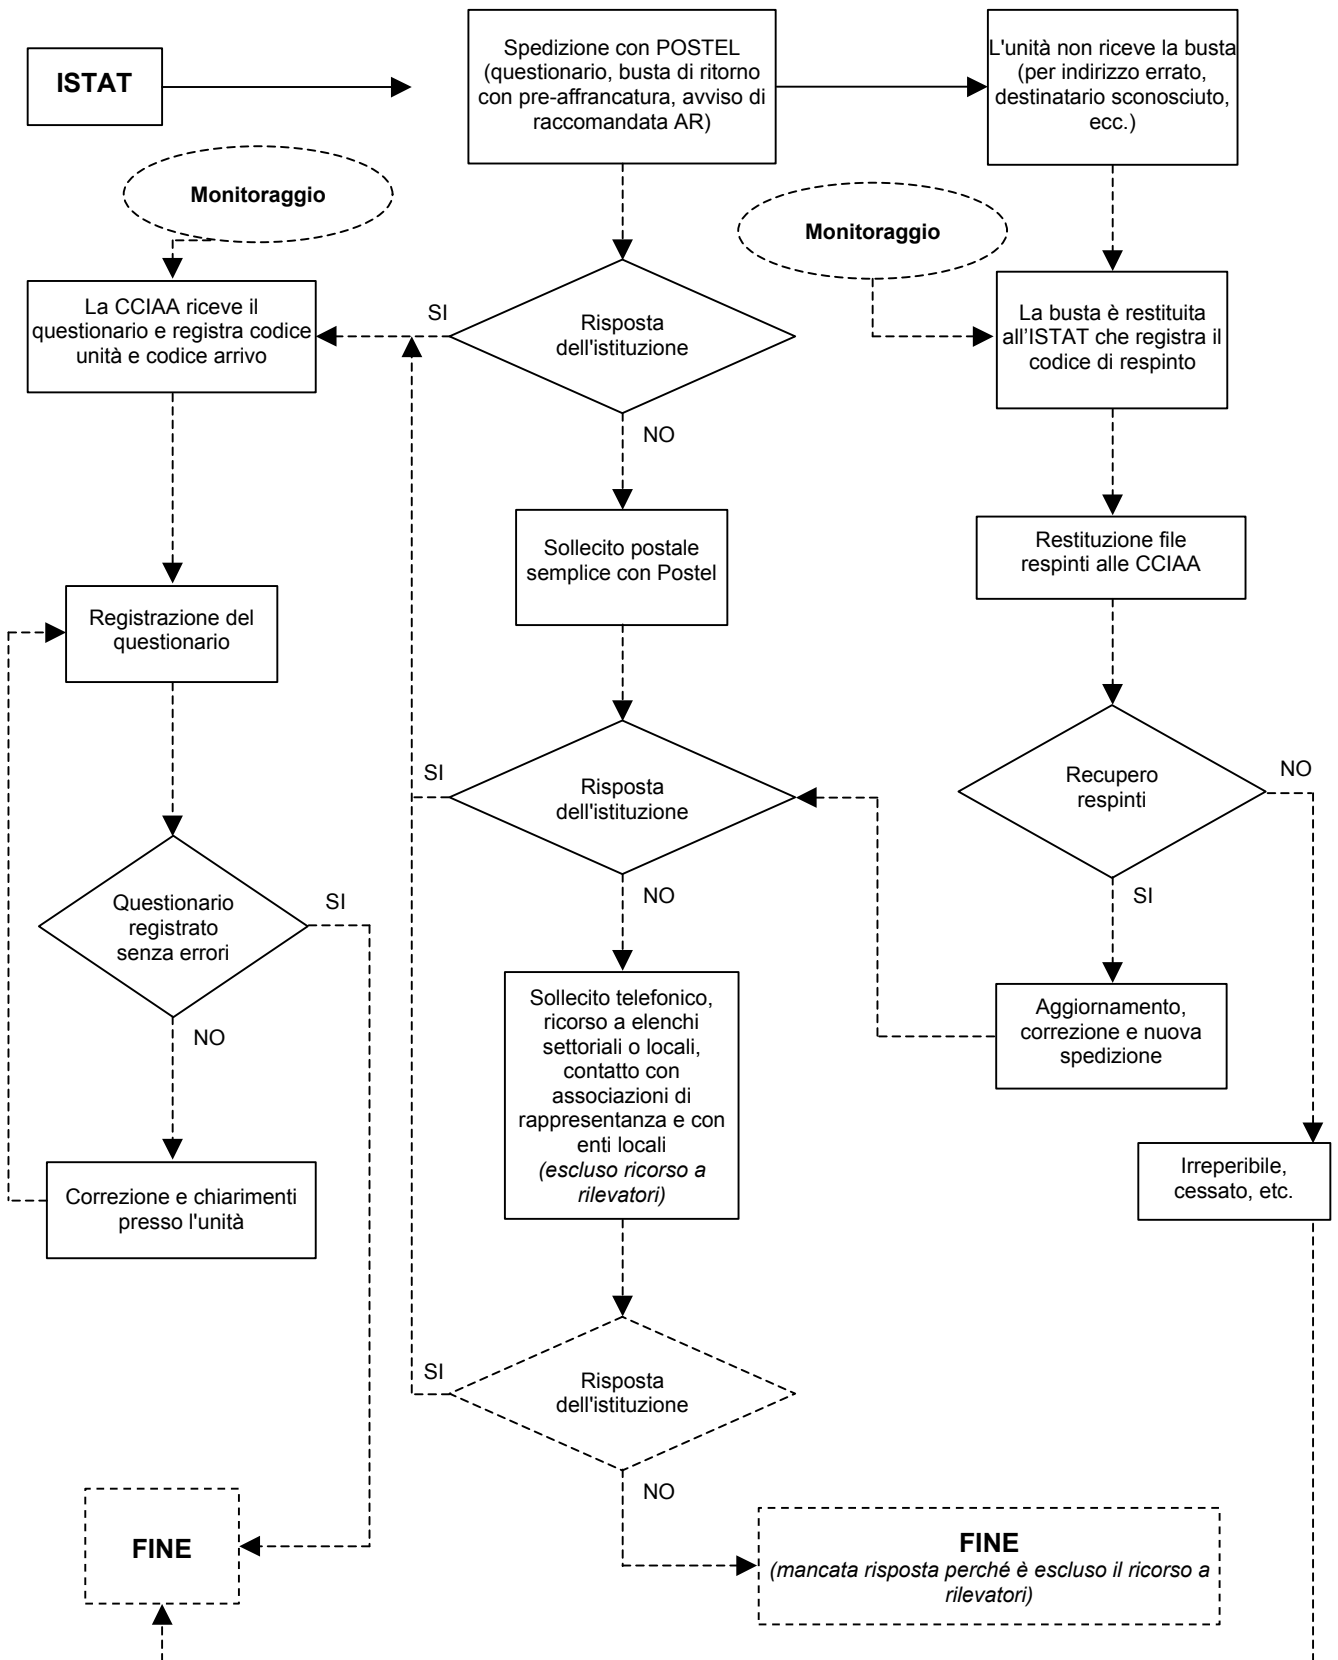 ISTAT
Spedizione con POSTEL
(questionario, busta di ritorno
con pre-affrancatura, avviso di
raccomandata AR)
L'unità non riceve la busta
(per indirizzo errato,
destinatario sconosciuto,
ecc.)
Monitoraggio
Monitoraggio
La CCIAA riceve il
questionario e registra codice
unità e codice arrivo
SI
Risposta
dell'istituzione
La busta è restituita
all'ISTAT che registra il
codice di respinto
NO
Sollecito postale
semplice con Postel
Restituzione file
respinti alle CCIAA
Registrazione del
questionario
SI
Risposta
dell'istituzione
Recupero
respinti
NO
NO
SI
Questionario
registrato
senza errori
SI
NO
Sollecito telefonico,
ricorso a elenchi
settoriali o locali,
contatto con
associazioni di
rappresentanza e con
enti locali
(escluso ricorso a
rilevatori)
Aggiornamento,
correzione e nuova
spedizione
Correzione e chiarimenti
presso l'unità
Irreperibile,
cessato, etc.
SI
Risposta
dell'istituzione
NO
FINE
FINE
(mancata risposta perché è escluso il ricorso a
rilevatori)